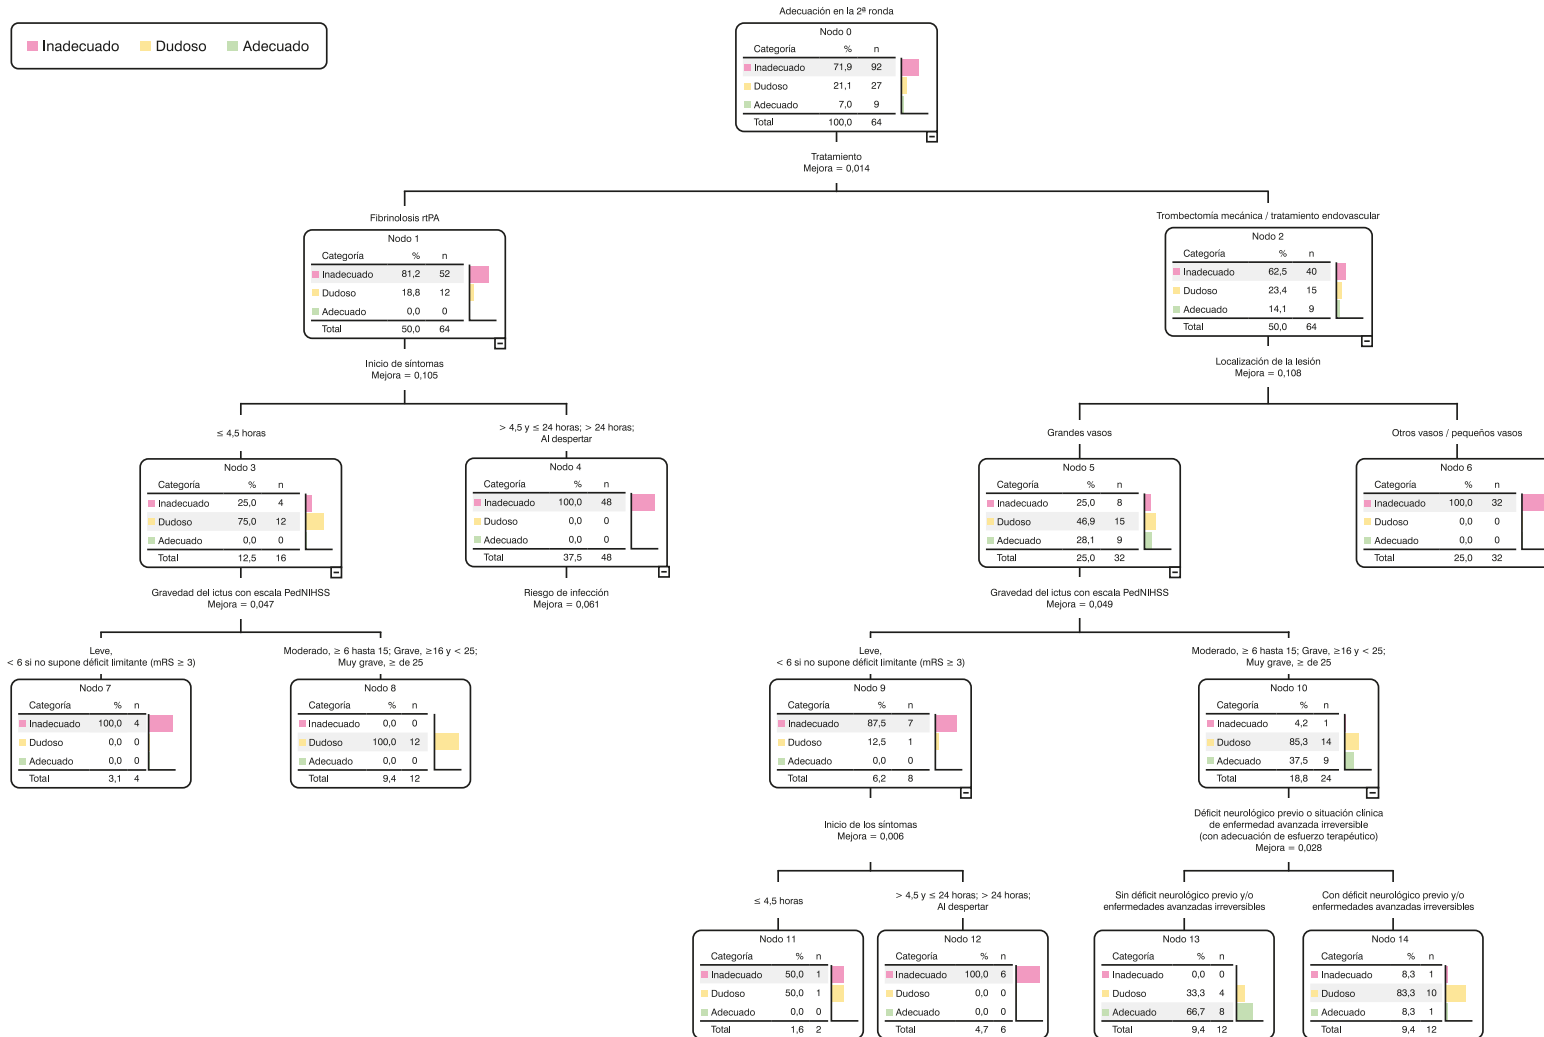 Adecuación en la 2ª ronda
Inadecuado Dudoso Adecuado
Nodo 0
Categoría % n
Inadecuado 71,9 92
Dudoso 21,1 27
Adecuado 7,0 9
Total 100,0 64
Tratamiento
Mejora = 0,014
Fibrinolosis rtPA
Nodo 1
Categoría % n
Inadecuado 81,2 52
Dudoso 18,8 12
Adecuado 0,0 0
Total 50,0 64
Trombectomía mecánica / tratamiento endovascular
Nodo 2
Categoría % n
Inadecuado 62,5 40
Dudoso 23,4 15
Adecuado 14,1 9
Total 50,0 64
Inicio de síntomas
Mejora = 0,105
Localización de la lesión
Mejora = 0,108
≤ 4,5 horas
Nodo 3
Categoría % n
Inadecuado 25,0 4
Dudoso 75,0 12
Adecuado 0,0 0
Total 12,5 16
> 4,5 y ≤ 24 horas; > 24 horas;
Al despertar
Nodo 4
Categoría % n
Inadecuado 100,0 48
Dudoso 0,0 0
Adecuado 0,0 0
Total 37,5 48
Grandes vasos
Nodo 5
Categoría % n
Inadecuado 25,0 8
Dudoso 46,9 15
Adecuado 28,1 9
Total 25,0 32
Otros vasos / pequeños vasos
Nodo 6
Categoría % n
Inadecuado 100,0 32
Dudoso 0,0 0
Adecuado 0,0 0
Total 25,0 32
Gravedad del ictus con escala PedNIHSS
Mejora = 0,047
Riesgo de infección
Mejora = 0,061
Gravedad del ictus con escala PedNIHSS
Mejora = 0,049
Leve,
< 6 si no supone déficit limitante (mRS ≥ 3)
Nodo 7
Categoría % n
Inadecuado 100,0 4
Dudoso 0,0 0
Adecuado 0,0 0
Total 3,1 4
Moderado, ≥ 6 hasta 15; Grave, ≥16 y < 25;
Muy grave, ≥ de 25
Nodo 8
Categoría % n
Inadecuado 0,0 0
Dudoso 100,0 12
Adecuado 0,0 0
Total 9,4 12
Leve,
< 6 si no supone déficit limitante (mRS ≥ 3)
Nodo 9
Categoría % n
Inadecuado 87,5 7
Dudoso 12,5 1
Adecuado 0,0 0
Total 6,2 8
Moderado, ≥ 6 hasta 15; Grave, ≥16 y < 25;
Muy grave, ≥ de 25
Nodo 10
Categoría % n
Inadecuado 4,2 1
Dudoso 85,3 14
Adecuado 37,5 9
Total 18,8 24
Inicio de los síntomas
Mejora = 0,006
Déficit neurológico previo o situación clínica
de enfermedad avanzada irreversible
(con adecuación de esfuerzo terapéutico)
Mejora = 0,028
≤ 4,5 horas
Nodo 11
Categoría % n
Inadecuado 50,0 1
Dudoso 50,0 1
Adecuado 0,0 0
Total 1,6 2
> 4,5 y ≤ 24 horas; > 24 horas;
Al despertar
Nodo 12
Categoría % n
Inadecuado 100,0 6
Dudoso 0,0 0
Adecuado 0,0 0
Total 4,7 6
Sin déficit neurológico previo y/o
enfermedades avanzadas irreversibles
Nodo 13
Categoría % n
Inadecuado 0,0 0
Dudoso 33,3 4
Adecuado 66,7 8
Total 9,4 12
Con déficit neurológico previo y/o
enfermedades avanzadas irreversibles
Nodo 14
Categoría % n
Inadecuado 8,3 1
Dudoso 83,3 10
Adecuado 8,3 1
Total 9,4 12